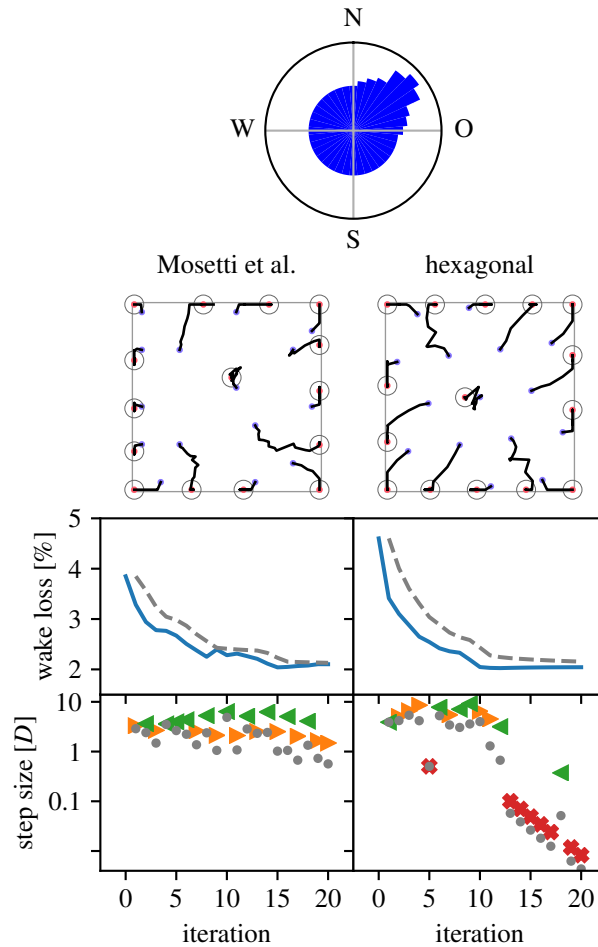 N
W
O
S
Mosetti et al.
hexagonal
wake loss [%]
5
4
3
2
step size [D]
10
1
0.1
0
5
10
15
20
0
5
10
15
20
iteration
iteration